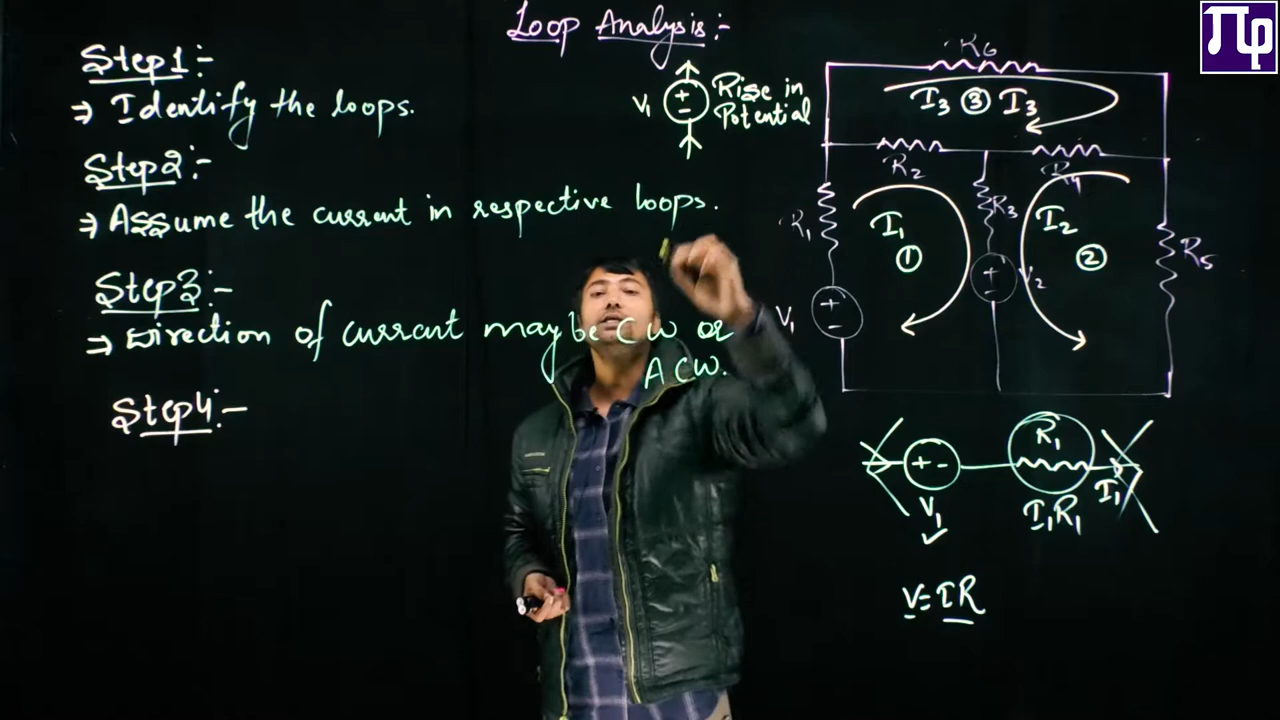 Loop Analysis :-
Step1 :-
⇒ Identify the loops.
Step2 :-
⇒ Assume the current in respective loops.
Step3 :-
⇒ Direction of current may be CW or
ACW.
Step4 :-
V1
+
-
Rise in
Potential
R6
I3 ③ I3
R2
R4
R1
I1
①
R3
I2
②
R5
V1
+
-
+
-
V2
+ -
V1
R1
I1R1
I1
V=IR
πφ